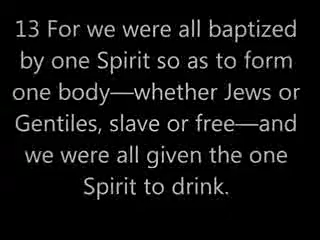 13 For we were all baptized
by one Spirit so as to form
one body—whether Jews or
Gentiles, slave or free—and
we were all given the one
Spirit to drink.